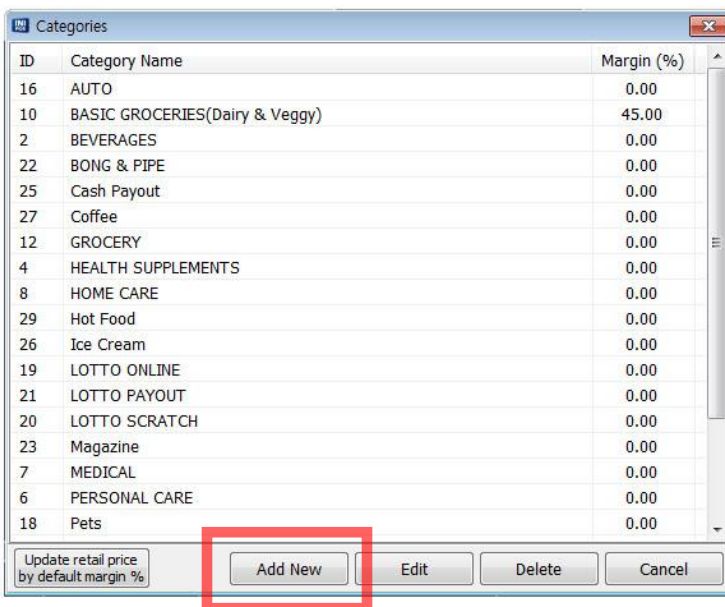 INI POS Categories
ID Category Name Margin (%)
16 AUTO 0.00
10 BASIC GROCERIES(Dairy & Veggy) 45.00
2 BEVERAGES 0.00
22 BONG & PIPE 0.00
25 Cash Payout 0.00
27 Coffee 0.00
12 GROCERY 0.00
4 HEALTH SUPPLEMENTS 0.00
8 HOME CARE 0.00
29 Hot Food 0.00
26 Ice Cream 0.00
19 LOTTO ONLINE 0.00
21 LOTTO PAYOUT 0.00
20 LOTTO SCRATCH 0.00
23 Magazine 0.00
7 MEDICAL 0.00
6 PERSONAL CARE 0.00
18 Pets 0.00
Update retail price
by default margin %
Add New Edit Delete Cancel